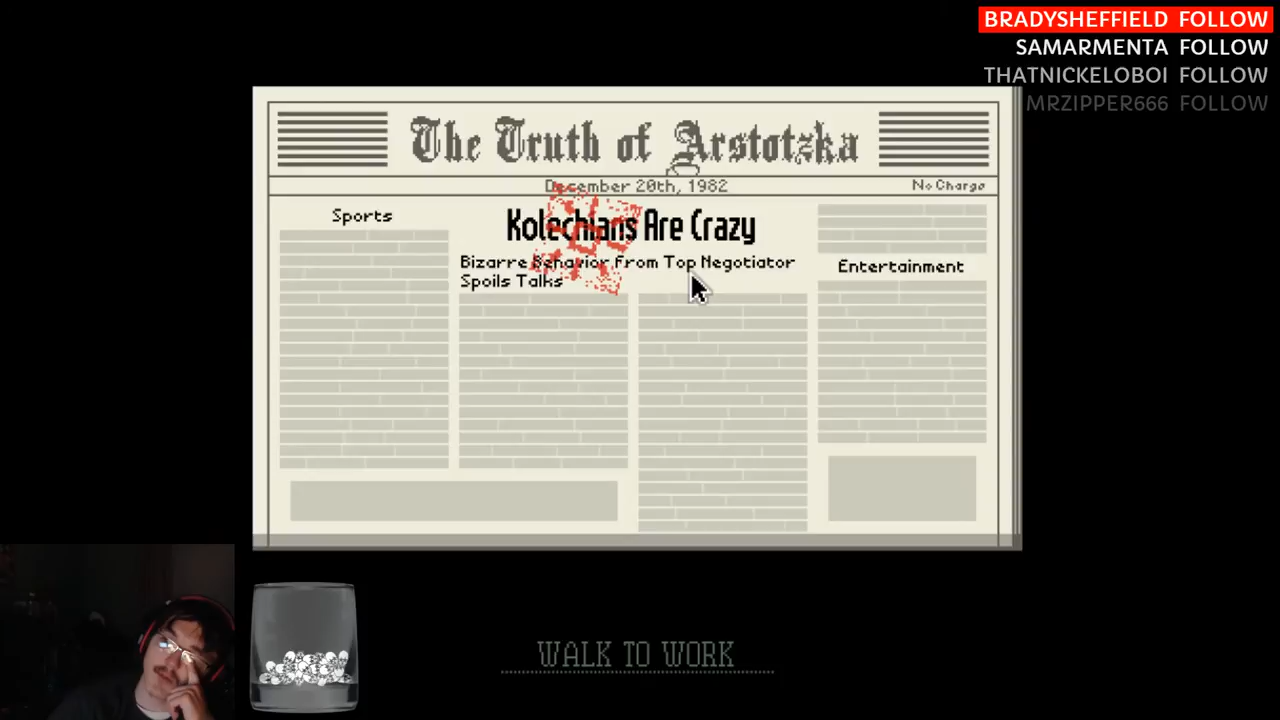 BRADYSHEFFIELD FOLLOW
SAMARMENTA FOLLOW
THATNICKELOBOI FOLLOW
MRZIPPER666 FOLLOW
The Truth of Arstotzka
December 20th, 1982
No Charge
Sports
Kolechians Are Crazy
Bizarre Behavior From Top Negotiator
Spoils Talks
Entertainment
WALK TO WORK